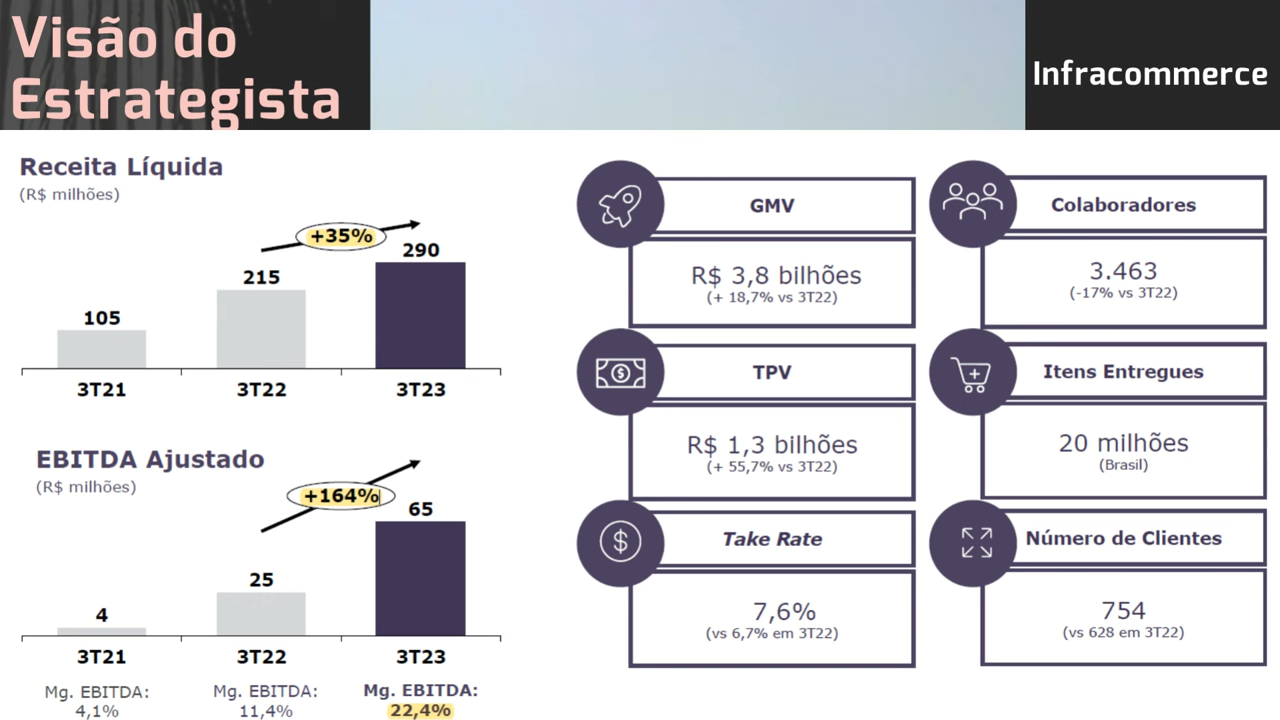 Visão do
Estrategista
Infracommerce
Receita Líquida
(R$ milhões)
+35%
105
215
290
3T21
3T22
3T23
EBITDA Ajustado
(R$ milhões)
+164%
4
25
65
3T21
3T22
3T23
Mg. EBITDA:
4,1%
Mg. EBITDA:
11,4%
Mg. EBITDA:
22,4%
GMV
R$ 3,8 bilhões
(+ 18,7% vs 3T22)
TPV
R$ 1,3 bilhões
(+ 55,7% vs 3T22)
Take Rate
7,6%
(vs 6,7% em 3T22)
Colaboradores
3.463
(-17% vs 3T22)
Itens Entregues
20 milhões
(Brasil)
Número de Clientes
754
(vs 628 em 3T22)